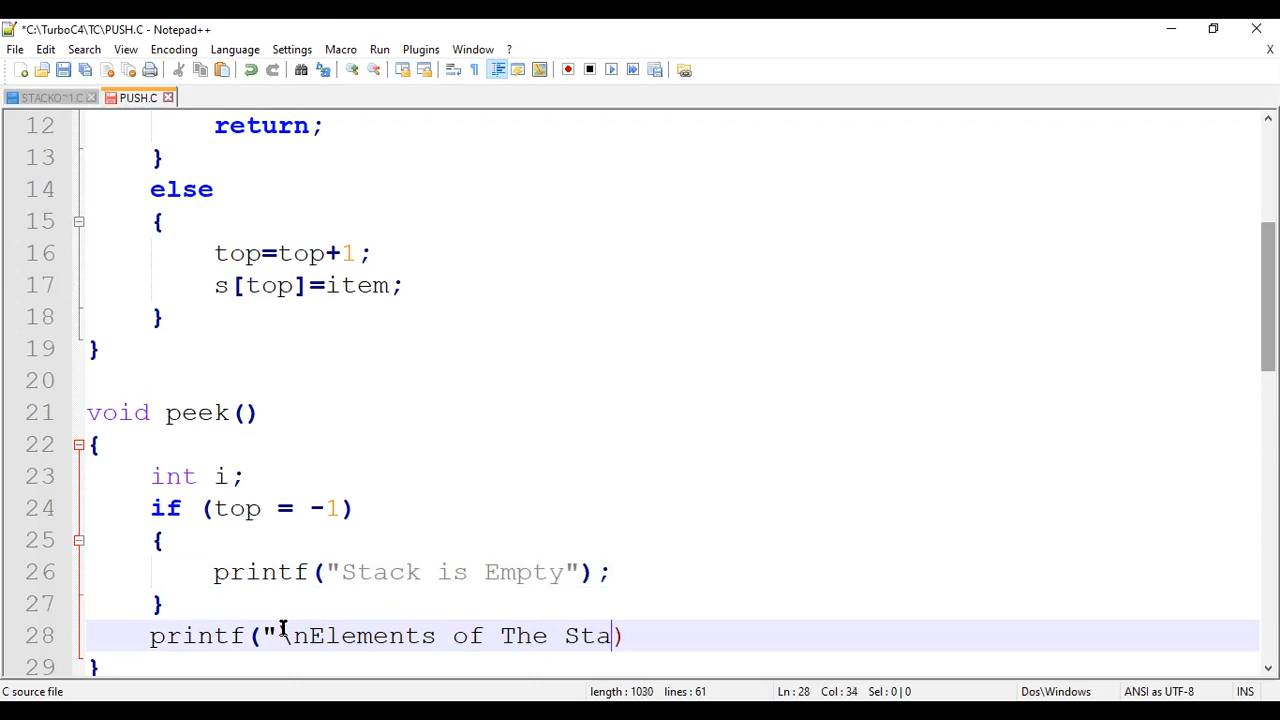 *C:\TurboC4\TC\PUSH.C - Notepad++
File Edit Search View Encoding Language Settings Macro Run Plugins Window ? X
STACKO~1.C PUSH.C
12 return;
13 }
14 else
15 {
16 top=top+1;
17 s[top]=item;
18 }
19 }
20
21 void peek()
22 {
23 int i;
24 if (top = -1)
25 {
26 printf("Stack is Empty");
27 }
28 printf("\nElements of The Sta)
29 }
C source file length : 1030 lines : 61 Ln : 28 Col : 34 Sel : 0 | 0 Dos\Windows ANSI as UTF-8 INS